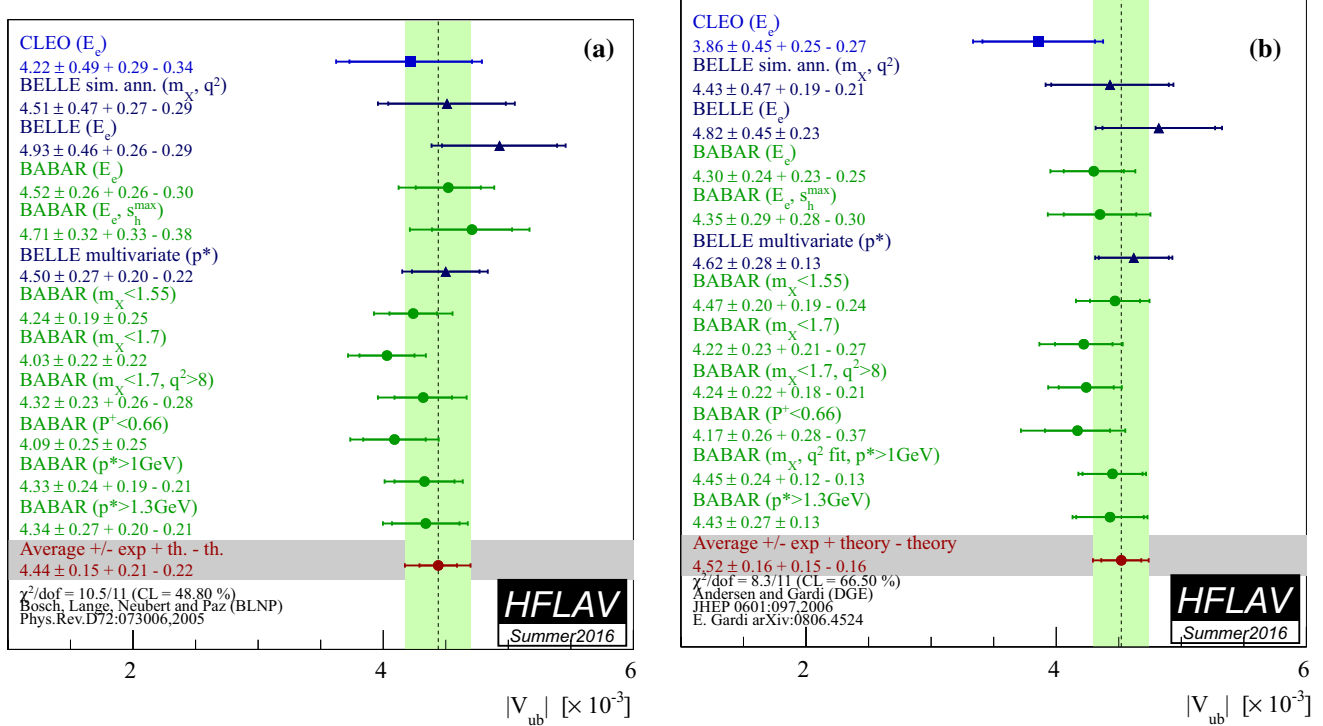 (a)
CLEO (E_e)
4.22 ± 0.49 + 0.29 - 0.34
BELLE sim. ann. (m_X, q²)
4.51 ± 0.47 + 0.27 - 0.29
BELLE (E_e)
4.93 ± 0.46 + 0.26 - 0.29
BABAR (E_e)
4.52 ± 0.26 + 0.26 - 0.30
BABAR (E_e, s_h^max)
4.71 ± 0.32 + 0.33 - 0.38
BELLE multivariate (p*)
4.50 ± 0.27 + 0.20 - 0.22
BABAR (m_X<1.55)
4.24 ± 0.19 ± 0.25
BABAR (m_X<1.7)
4.03 ± 0.22 ± 0.22
BABAR (m_X<1.7, q²>8)
4.32 ± 0.23 + 0.26 - 0.28
BABAR (P⁺<0.66)
4.09 ± 0.25 ± 0.25
BABAR (p*>1GeV)
4.33 ± 0.24 + 0.19 - 0.21
BABAR (p*>1.3GeV)
4.34 ± 0.27 + 0.20 - 0.21
Average +/- exp + th. - th.
4.44 ± 0.15 + 0.21 - 0.22
χ²/dof = 10.5/11 (CL = 48.80 %)
Bosch, Lange, Neubert and Paz (BLNP)
Phys.Rev.D72:073006,2005
HFLAV
Summer2016
2 4 6
|V_ub| [× 10⁻³]
(b)
CLEO (E_e)
3.86 ± 0.45 + 0.25 - 0.27
BELLE sim. ann. (m_X, q²)
4.43 ± 0.47 + 0.19 - 0.21
BELLE (E_e)
4.82 ± 0.45 ± 0.23
BABAR (E_e)
4.30 ± 0.24 + 0.23 - 0.25
BABAR (E_e, s_h^max)
4.35 ± 0.29 + 0.28 - 0.30
BELLE multivariate (p*)
4.62 ± 0.28 ± 0.13
BABAR (m_X<1.55)
4.47 ± 0.20 + 0.19 - 0.24
BABAR (m_X<1.7)
4.22 ± 0.23 + 0.21 - 0.27
BABAR (m_X<1.7, q²>8)
4.24 ± 0.22 + 0.18 - 0.21
BABAR (P⁺<0.66)
4.17 ± 0.26 + 0.28 - 0.37
BABAR (m_X, q² fit, p*>1GeV)
4.45 ± 0.24 + 0.12 - 0.13
BABAR (p*>1.3GeV)
4.43 ± 0.27 ± 0.13
Average +/- exp + theory - theory
4.52 ± 0.16 + 0.15 - 0.16
χ²/dof = 8.3/11 (CL = 66.50 %)
Andersen and Gardi (DGE)
JHEP 0601:097,2006
E. Gardi arXiv:0806.4524
HFLAV
Summer2016
2 4 6
|V_ub| [× 10⁻³]